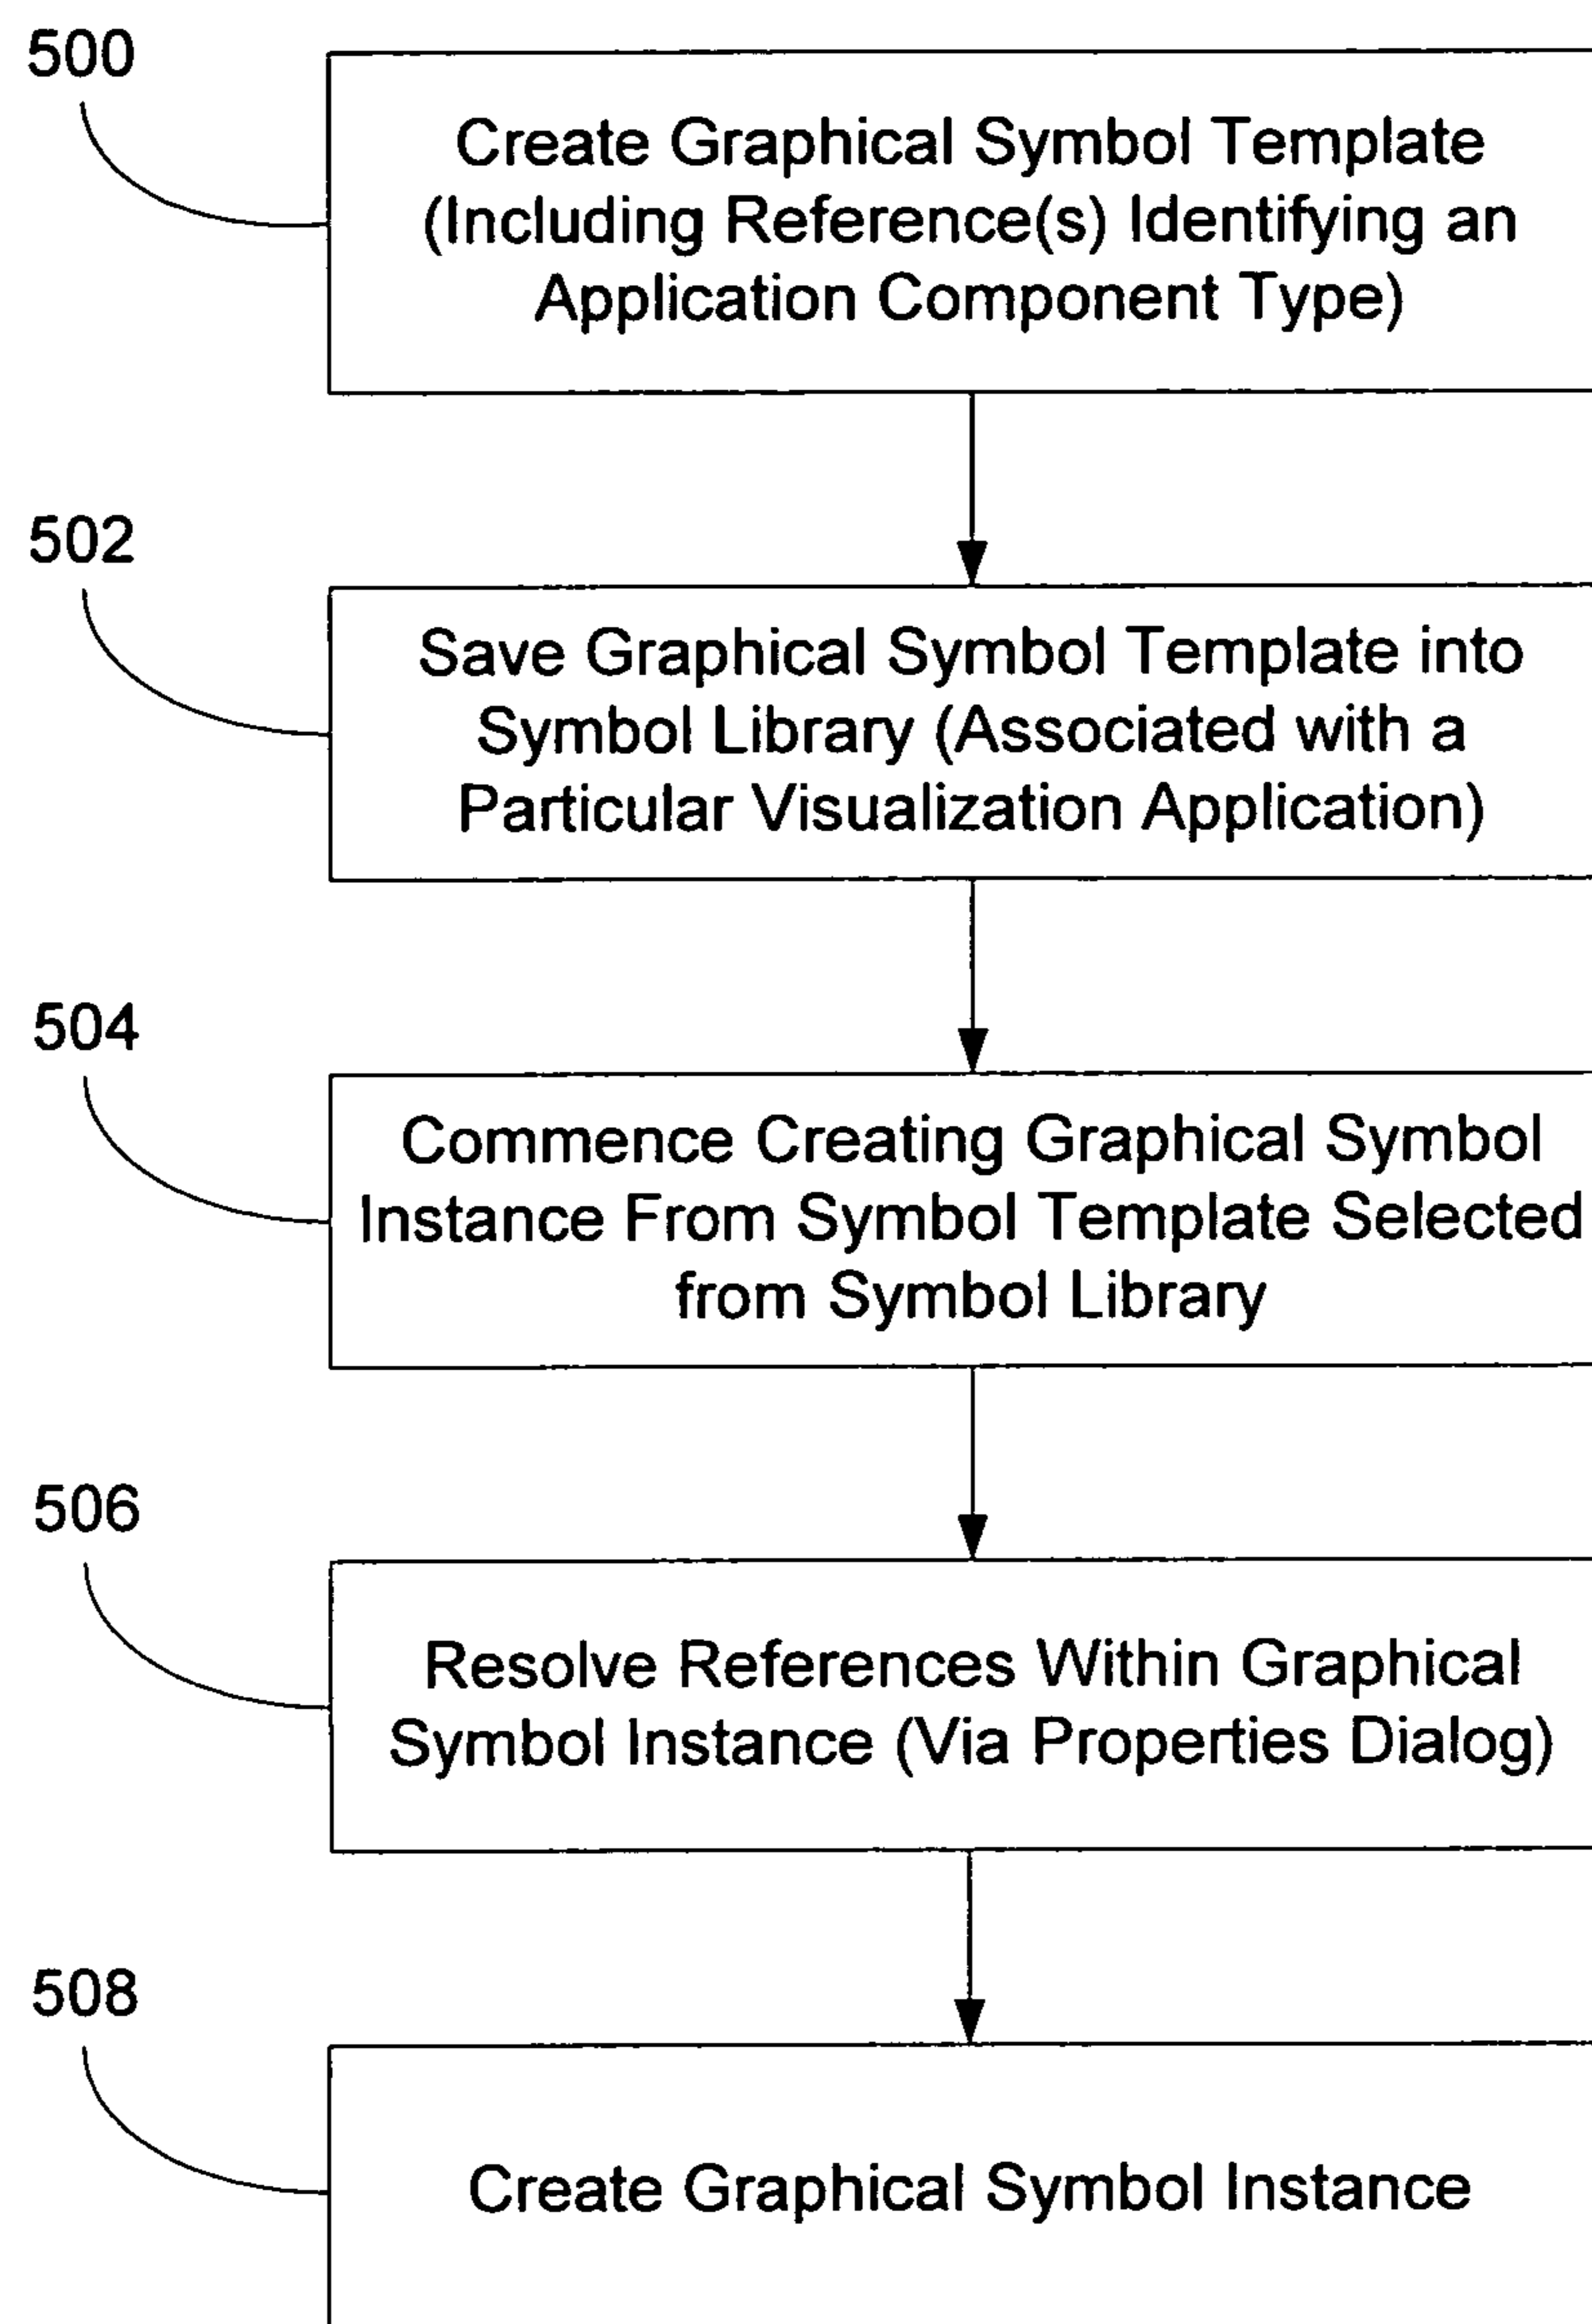 500
Create Graphical Symbol Template
(Including Reference(s) Identifying an
Application Component Type)
502
Save Graphical Symbol Template into
Symbol Library (Associated with a
Particular Visualization Application)
504
Commence Creating Graphical Symbol
Instance From Symbol Template Selected
from Symbol Library
506
Resolve References Within Graphical
Symbol Instance (Via Properties Dialog)
508
Create Graphical Symbol Instance